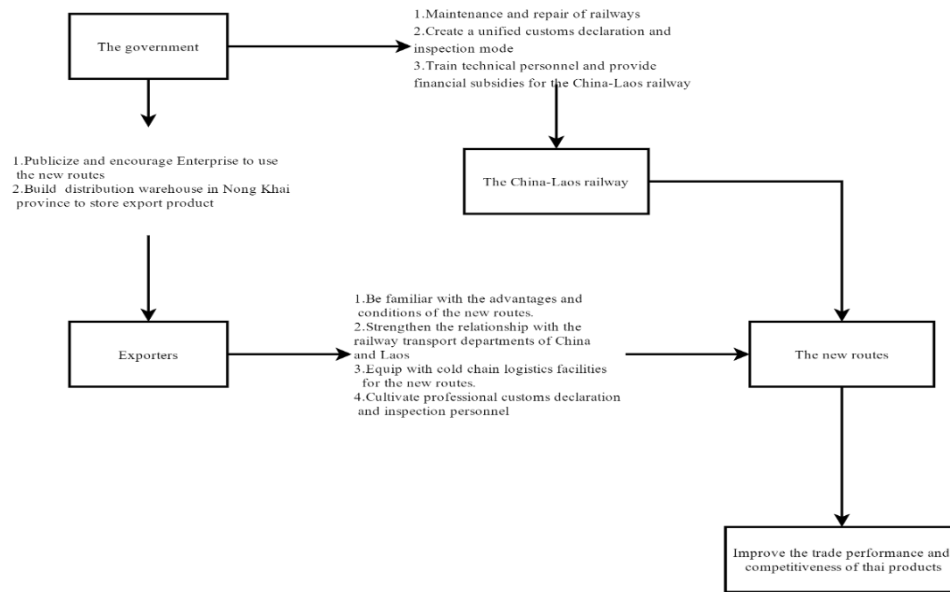 The government
1.Maintenance and repair of railways
2.Create a unified customs declaration and
inspection mode
3.Train technical personnel and provide
financial subsidies for the China-Laos railway
1.Publicize and encourage Enterprise to use
the new routes
2.Build distribution warehouse in Nong Khai
province to store export product
The China-Laos railway
Exporters
1.Be familiar with the advantages and
conditions of the new routes.
2.Strengthen the relationship with the
railway transport departments of China
and Laos
3.Equip with cold chain logistics facilities
for the new routes.
4.Cultivate professional customs declaration
and inspection personnel
The new routes
Improve the trade performance and
competitiveness of thai products